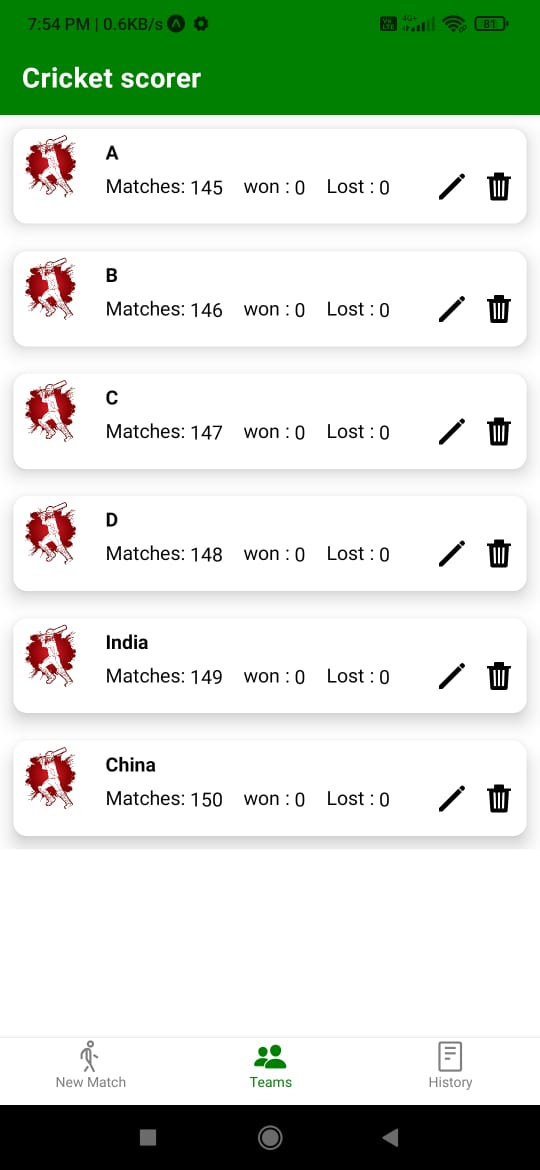 7:54 PM | 0.6KB/s 4G+ 81
Cricket scorer
A
Matches: 145 won : 0 Lost : 0
B
Matches: 146 won : 0 Lost : 0
C
Matches: 147 won : 0 Lost : 0
D
Matches: 148 won : 0 Lost : 0
India
Matches: 149 won : 0 Lost : 0
China
Matches: 150 won : 0 Lost : 0
New Match Teams History